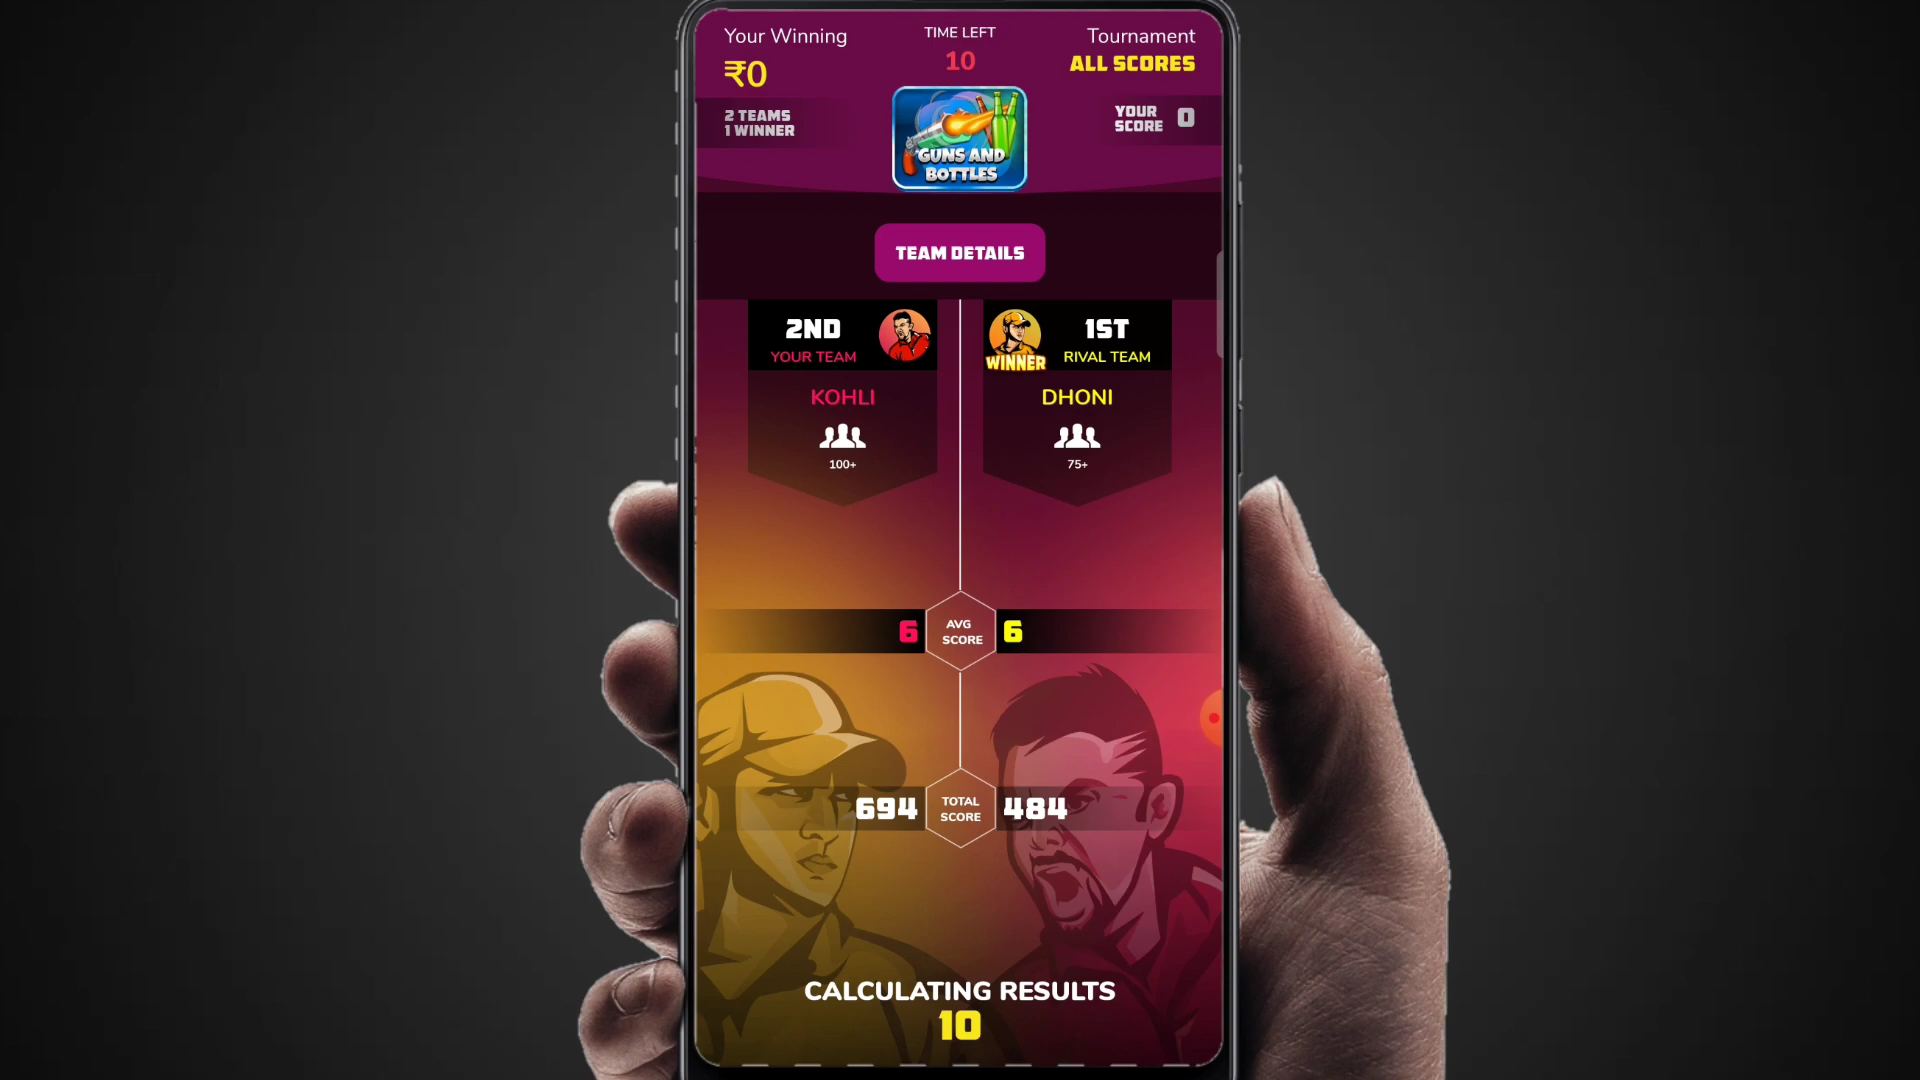 Your Winning
₹0
TIME LEFT
10
Tournament
ALL SCORES
2 TEAMS
1 WINNER
GUNS AND
BOTTLES
YOUR
SCORE
0
TEAM DETAILS
2ND
YOUR TEAM
WINNER
1ST
RIVAL TEAM
KOHLI
DHONI
100+
75+
6
AVG
SCORE
6
694
TOTAL
SCORE
484
CALCULATING RESULTS
10